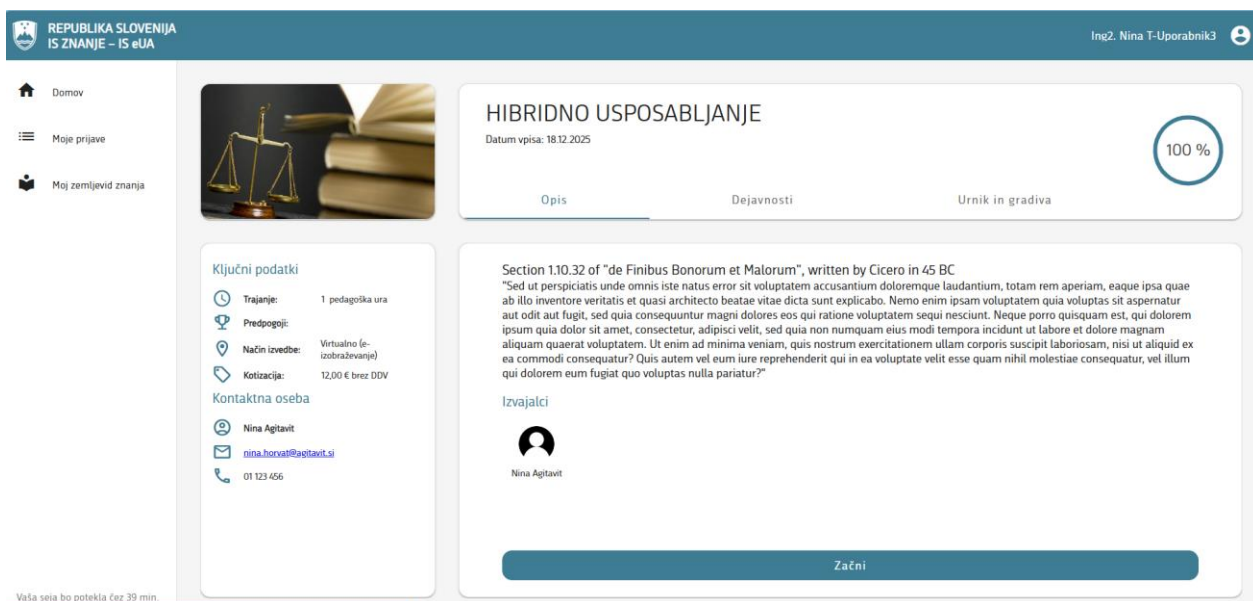 REPUBLIKA SLOVENIJA
IS ZNANJE – IS eUA
Ing2. Nina T-Uporabnik3
Domov
Moje prijave
Moj zemljevid znanja
HIBRIDNO USPOSABLJANJE
Datum vpisa: 18.12.2025
100 %
Opis
Dejavnosti
Urnik in gradiva
Ključni podatki
Trajanje: 1 pedagoška ura
Predpogoji:
Način izvedbe: Virtualno (e-
izobraževanje)
Kotizacija: 12,00 € brez DDV
Kontaktna oseba
Nina Agitavit
nina.horvat@agitavit.si
01 123 456
Section 1.10.32 of "de Finibus Bonorum et Malorum", written by Cicero in 45 BC
"Sed ut perspiciatis unde omnis iste natus error sit voluptatem accusantium doloremque laudantium, totam rem aperiam, eaque ipsa quae
ab illo inventore veritatis et quasi architecto beatae vitae dicta sunt explicabo. Nemo enim ipsam voluptatem quia voluptas sit aspernatur
aut odit aut fugit, sed quia consequuntur magni dolores eos qui ratione voluptatem sequi nesciunt. Neque porro quisquam est, qui dolorem
ipsum quia dolor sit amet, consectetur, adipisci velit, sed quia non numquam eius modi tempora incidunt ut labore et dolore magnam
aliquam quaerat voluptatem. Ut enim ad minima veniam, quis nostrum exercitationem ullam corporis suscipit laboriosam, nisi ut aliquid ex
ea commodi consequatur? Quis autem vel eum iure reprehenderit qui in ea voluptate velit esse quam nihil molestiae consequatur, vel illum
qui dolorem eum fugiat quo voluptas nulla pariatur?"
Izvajalci
Nina Agitavit
Začni
Vaša seja bo potekla čez 39 min.